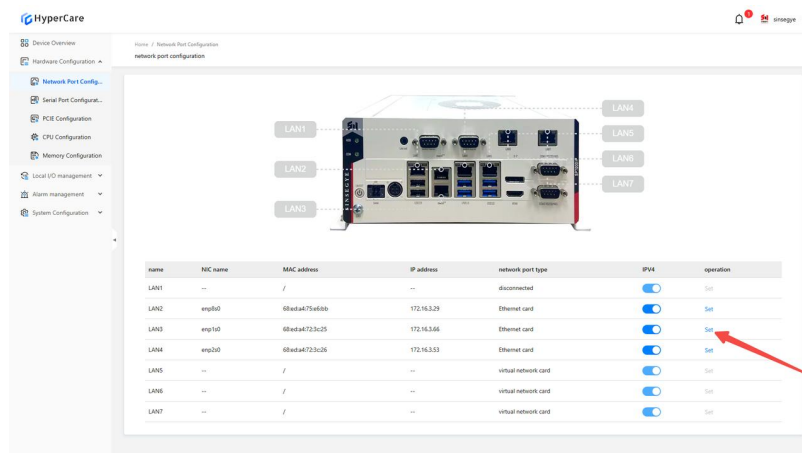 HyperCare
1
sinsegye
Device Overview
Home / Network Port Configuration
network port configuration
Hardware Configuration
Network Port Config...
Serial Port Configurat...
PCIE Configuration
CPU Configuration
Memory Configuration
Local I/O management
Alarm management
System Configuration
LAN1
LAN2
LAN3
LAN4
LAN5
LAN6
LAN7
SINSEGYE
name NIC name MAC address IP address network port type IPV4 operation
LAN1 -- / -- disconnected Set
LAN2 enp8s0 68:ed:a4:75:e6:bb 172.16.3.29 Ethernet card Set
LAN3 enp1s0 68:ed:a4:72:3c:25 172.16.3.66 Ethernet card Set
LAN4 enp2s0 68:ed:a4:72:3c:26 172.16.3.53 Ethernet card Set
LAN5 -- / -- virtual network card Set
LAN6 -- / -- virtual network card Set
LAN7 -- / -- virtual network card Set